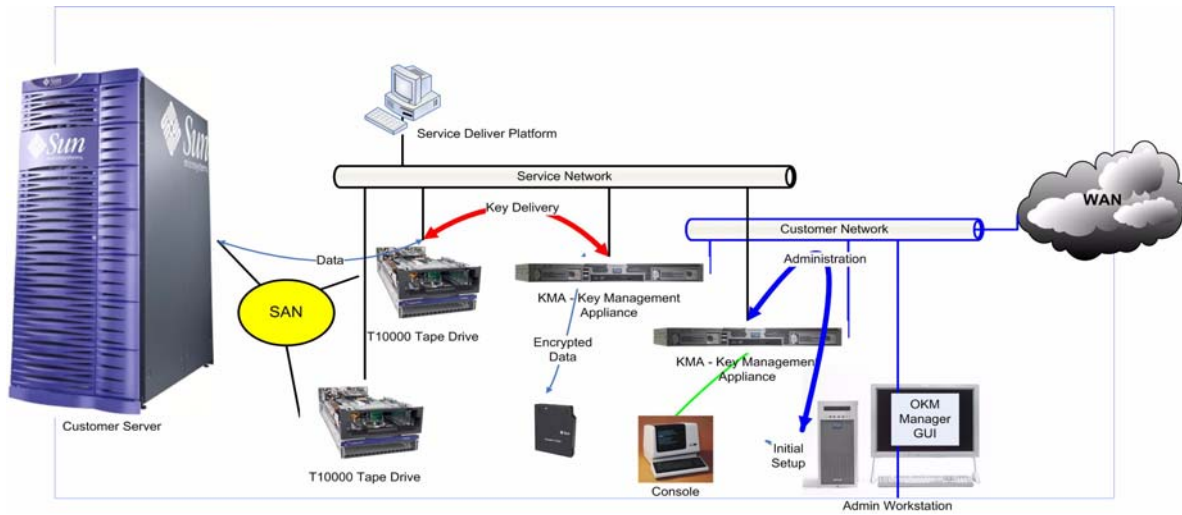 Sun
microsystems
Sun
Customer Server
SAN
Data
Service Deliver Platform
Service Network
Key Delivery
T10000 Tape Drive
T10000 Tape Drive
KMA - Key Management
Appliance
Encrypted
Data
Customer Network
Administration
KMA - Key Management
Appliance
Console
Initial
Setup
OKM
Manager
GUI
Admin Workstation
WAN